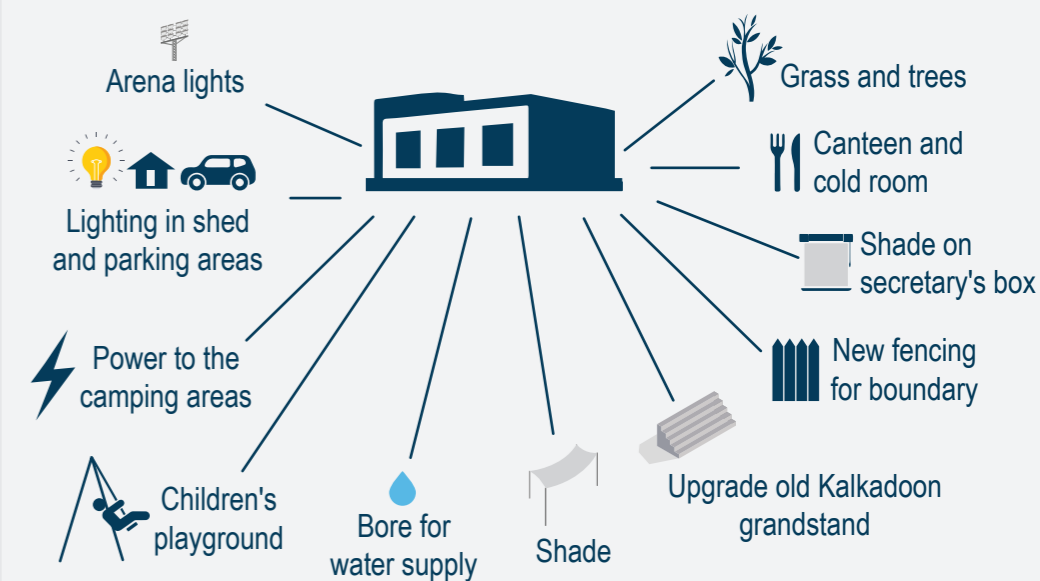 Arena lights
Grass and trees
Canteen and
cold room
Lighting in shed
and parking areas
Shade on
secretary's box
Power to the
camping areas
New fencing
for boundary
Children's
playground
Bore for
water supply
Shade
Upgrade old Kalkadoon
grandstand